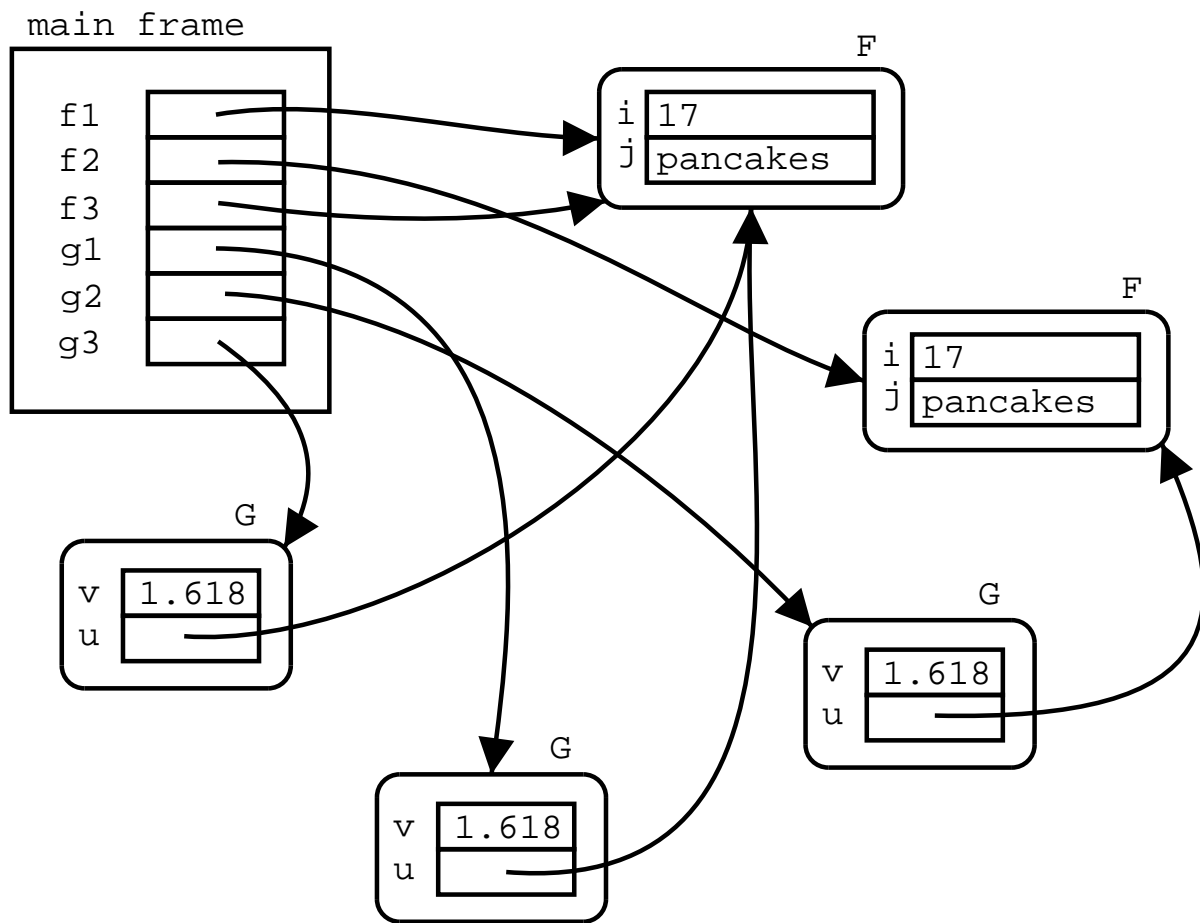 main frame
f1
f2
f3
g1
g2
g3
F
i 17
j pancakes
F
i 17
j pancakes
G
v 1.618
u
G
v 1.618
u
G
v 1.618
u